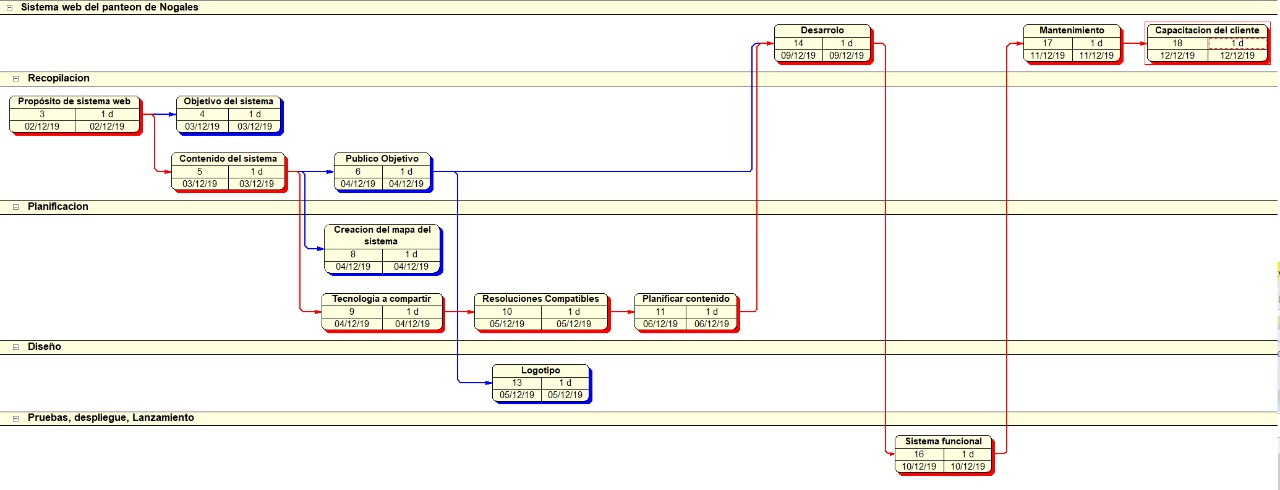 Sistema web del panteon de Nogales
Desarrolo
14 1 d
09/12/19 09/12/19
Mantenimiento
17 1 d
11/12/19 11/12/19
Capacitacion del cliente
18 1 d
12/12/19 12/12/19
Recopilacion
Propósito de sistema web
3 1 d
02/12/19 02/12/19
Objetivo del sistema
4 1 d
03/12/19 03/12/19
Contenido del sistema
5 1 d
03/12/19 03/12/19
Publico Objetivo
6 1 d
04/12/19 04/12/19
Planificacion
Creacion del mapa del
sistema
8 1 d
04/12/19 04/12/19
Tecnologia a compartir
9 1 d
04/12/19 04/12/19
Resoluciones Compatibles
10 1 d
05/12/19 05/12/19
Planificar contenido
11 1 d
06/12/19 06/12/19
Diseño
Logotipo
13 1 d
05/12/19 05/12/19
Pruebas, despliegue, Lanzamiento
Sistema funcional
16 1 d
10/12/19 10/12/19